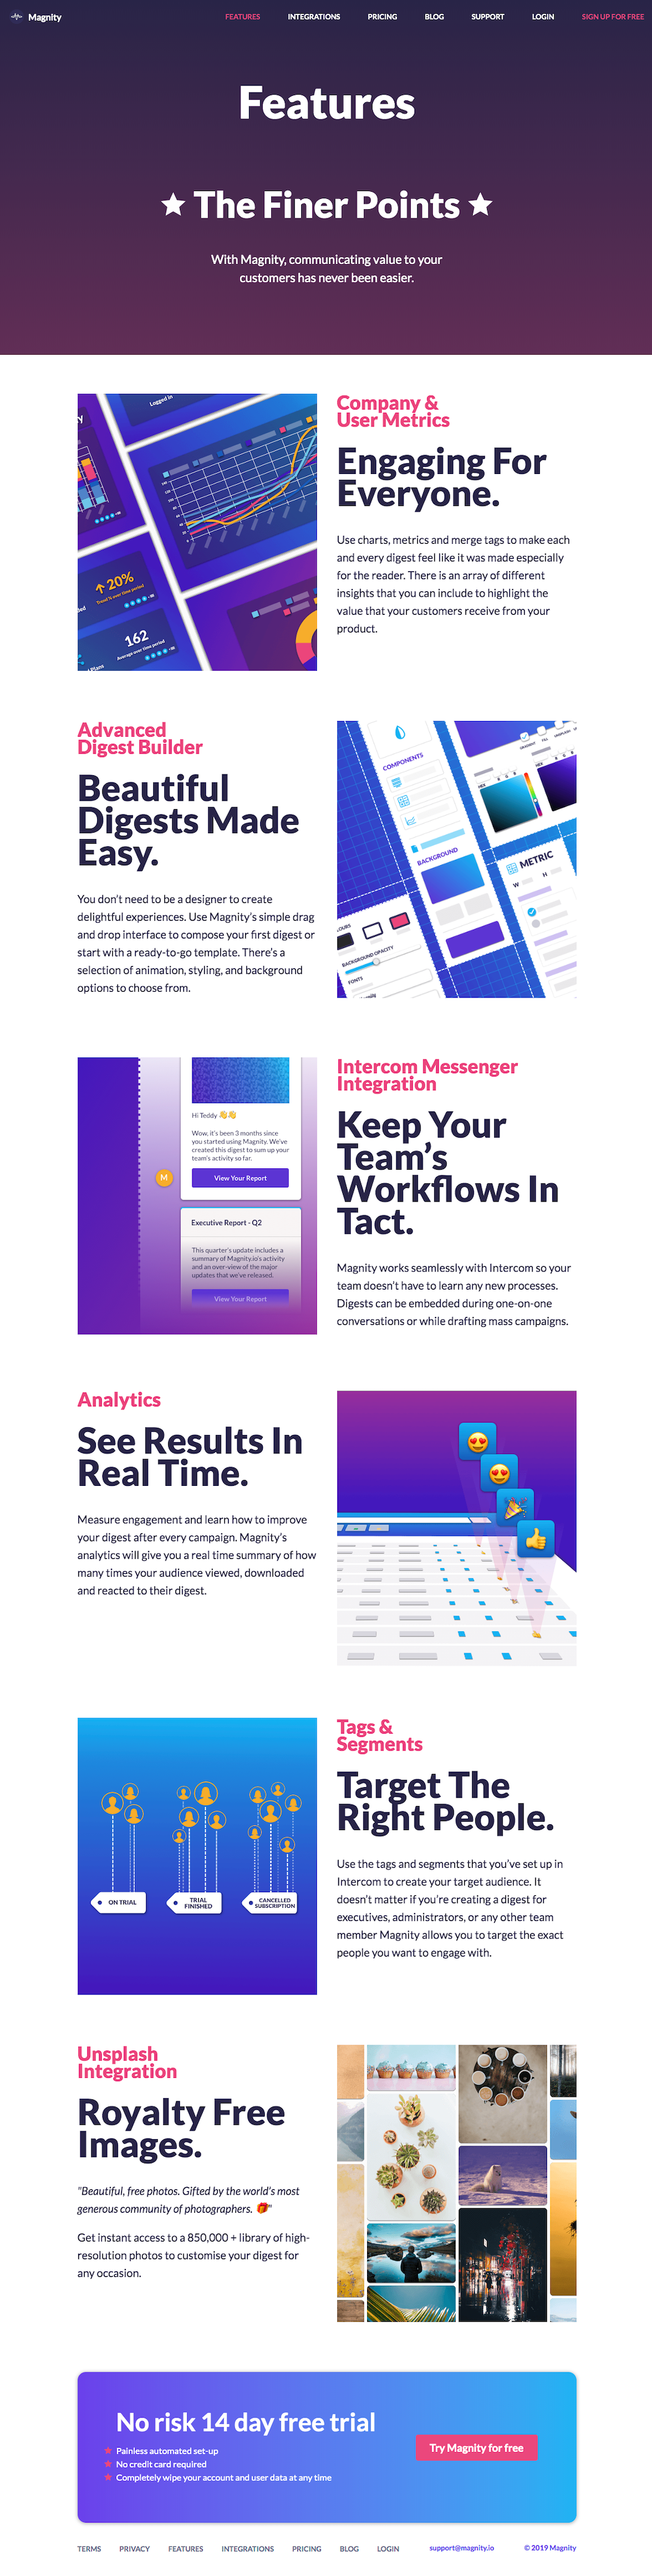 Magnity
FEATURES INTEGRATIONS PRICING BLOG SUPPORT LOGIN SIGN UP FOR FREE
Features
The Finer Points
With Magnity, communicating value to your
customers has never been easier.
Logged in
↑ 20%
Trend % over time period
162
Average over time period
Company &
User Metrics
Engaging For
Everyone.
Use charts, metrics and merge tags to make each
and every digest feel like it was made especially
for the reader. There is an array of different
insights that you can include to highlight the
value that your customers receive from your
product.
Advanced
Digest Builder
Beautiful
Digests Made
Easy.
You don't need to be a designer to create
delightful experiences. Use Magnity's simple drag
and drop interface to compose your first digest or
start with a ready-to-go template. There's a
selection of animation, styling, and background
options to choose from.
COMPONENTS
BACKGROUND
METRIC
W H
BACKGROUND OPACITY
FONTS
Hi Teddy 👋👋
Wow, it's been 3 months since
you started using Magnity. We've
created this digest to sum up your
team's activity so far.
M
View Your Report
Executive Report - Q2
This quarter's update includes a
summary of Magnity.io's activity
and an over-view of the major
updates that we've released.
View Your Report
Intercom Messenger
Integration
Keep Your
Team's
Workflows In
Tact.
Magnity works seamlessly with Intercom so your
team doesn't have to learn any new processes.
Digests can be embedded during one-on-one
conversations or while drafting mass campaigns.
Analytics
See Results In
Real Time.
Measure engagement and learn how to improve
your digest after every campaign. Magnity's
analytics will give you a real time summary of how
many times your audience viewed, downloaded
and reacted to their digest.
ON TRIAL
TRIAL
FINISHED
CANCELLED
SUBSCRIPTION
Tags &
Segments
Target The
Right People.
Use the tags and segments that you've set up in
Intercom to create your target audience. It
doesn't matter if you're creating a digest for
executives, administrators, or any other team
member Magnity allows you to target the exact
people you want to engage with.
Unsplash
Integration
Royalty Free
Images.
"Beautiful, free photos. Gifted by the world's most
generous community of photographers. 🎁"
Get instant access to a 850,000 + library of high-
resolution photos to customise your digest for
any occasion.
No risk 14 day free trial
Painless automated set-up
No credit card required
Completely wipe your account and user data at any time
Try Magnity for free
TERMS PRIVACY FEATURES INTEGRATIONS PRICING BLOG LOGIN support@magnity.io © 2019 Magnity